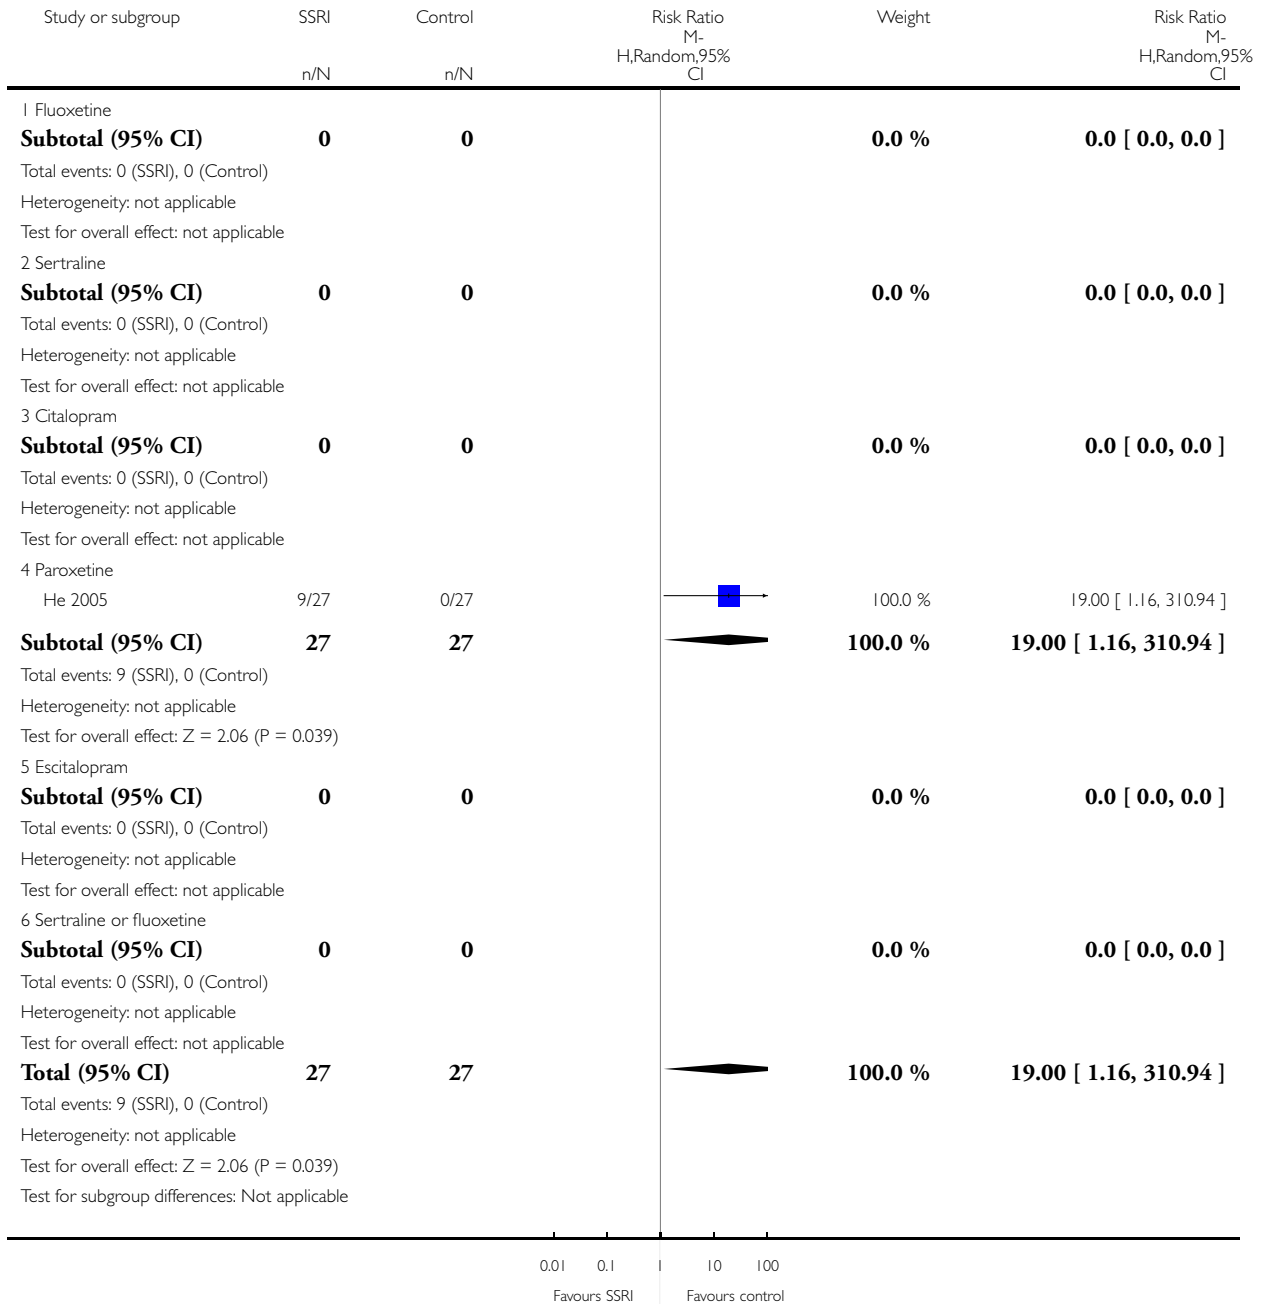 Study or subgroup SSRI Control Risk Ratio Weight Risk Ratio
M- M-
H,Random,95% H,Random,95%
n/N n/N CI CI
1 Fluoxetine
Subtotal (95% CI) 0 0 0.0 % 0.0 [ 0.0, 0.0 ]
Total events: 0 (SSRI), 0 (Control)
Heterogeneity: not applicable
Test for overall effect: not applicable
2 Sertraline
Subtotal (95% CI) 0 0 0.0 % 0.0 [ 0.0, 0.0 ]
Total events: 0 (SSRI), 0 (Control)
Heterogeneity: not applicable
Test for overall effect: not applicable
3 Citalopram
Subtotal (95% CI) 0 0 0.0 % 0.0 [ 0.0, 0.0 ]
Total events: 0 (SSRI), 0 (Control)
Heterogeneity: not applicable
Test for overall effect: not applicable
4 Paroxetine
He 2005 9/27 0/27 100.0 % 19.00 [ 1.16, 310.94 ]
Subtotal (95% CI) 27 27 100.0 % 19.00 [ 1.16, 310.94 ]
Total events: 9 (SSRI), 0 (Control)
Heterogeneity: not applicable
Test for overall effect: Z = 2.06 (P = 0.039)
5 Escitalopram
Subtotal (95% CI) 0 0 0.0 % 0.0 [ 0.0, 0.0 ]
Total events: 0 (SSRI), 0 (Control)
Heterogeneity: not applicable
Test for overall effect: not applicable
6 Sertraline or fluoxetine
Subtotal (95% CI) 0 0 0.0 % 0.0 [ 0.0, 0.0 ]
Total events: 0 (SSRI), 0 (Control)
Heterogeneity: not applicable
Test for overall effect: not applicable
Total (95% CI) 27 27 100.0 % 19.00 [ 1.16, 310.94 ]
Total events: 9 (SSRI), 0 (Control)
Heterogeneity: not applicable
Test for overall effect: Z = 2.06 (P = 0.039)
Test for subgroup differences: Not applicable
0.01 0.1 1 10 100
Favours SSRI Favours control